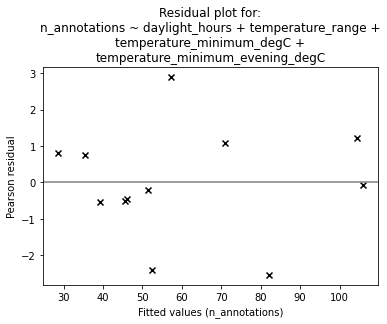 Residual plot for:
n_annotations ~ daylight_hours + temperature_range +
temperature_minimum_degC +
temperature_minimum_evening_degC
3
2
1
0
−1
−2
Pearson residual
30 40 50 60 70 80 90 100
Fitted values (n_annotations)